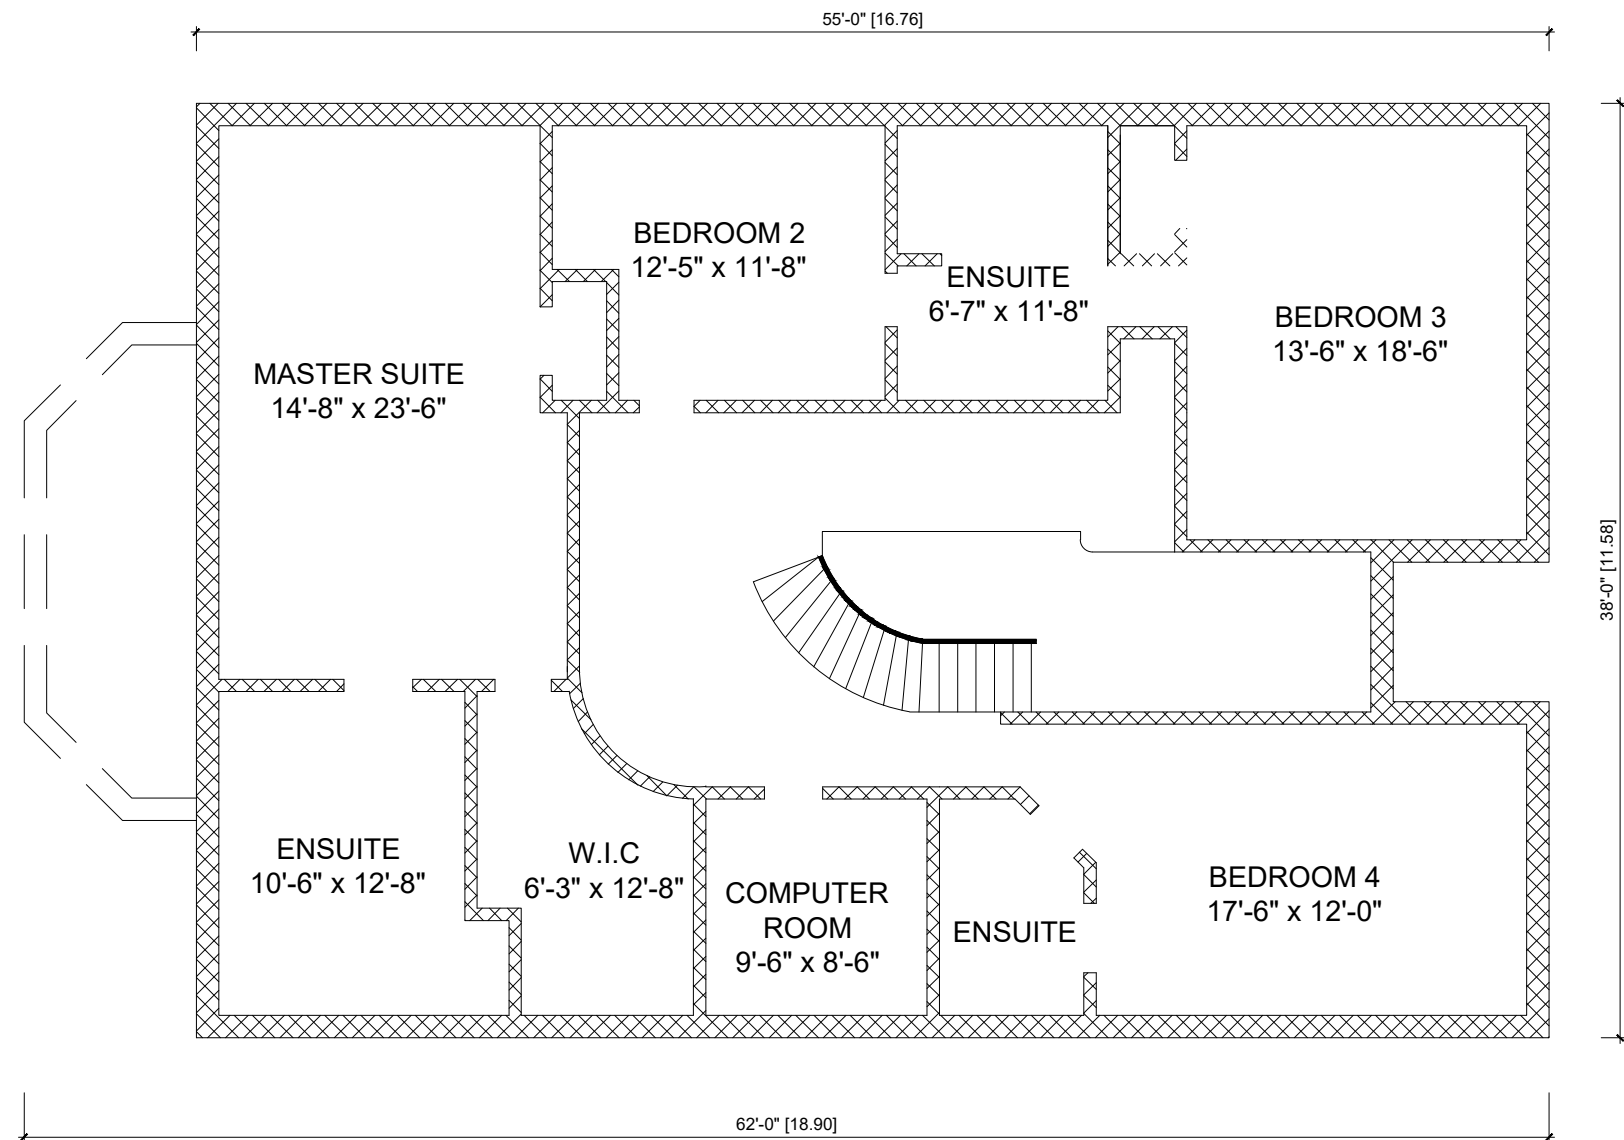 55'-0" [16.76]
BEDROOM 2
12'-5" x 11'-8"
ENSUITE
6'-7" x 11'-8"
BEDROOM 3
13'-6" x 18'-6"
MASTER SUITE
14'-8" x 23'-6"
38'-0" [11.58]
ENSUITE
10'-6" x 12'-8"
W.I.C
6'-3" x 12'-8"
COMPUTER
ROOM
9'-6" x 8'-6"
ENSUITE
BEDROOM 4
17'-6" x 12'-0"
62'-0" [18.90]